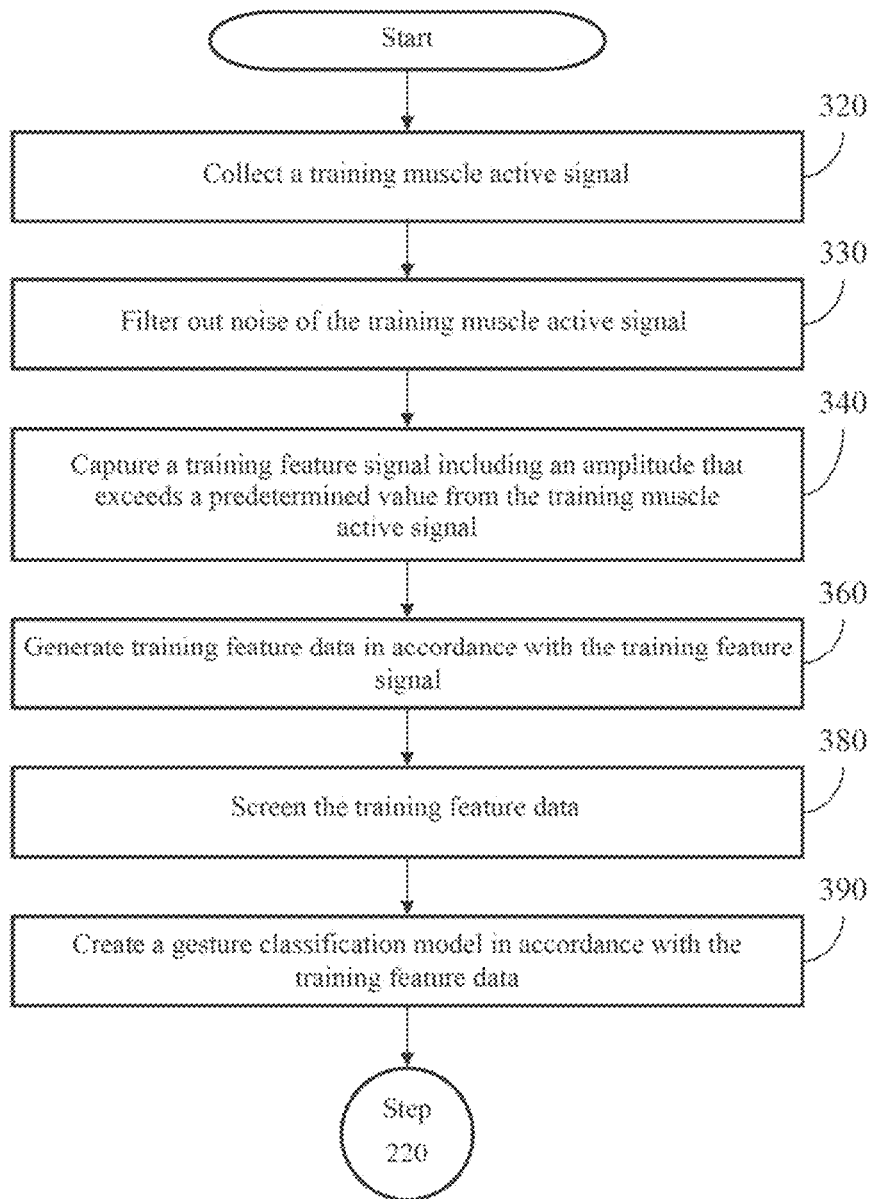 Start
320
Collect a training muscle active signal
330
Filter out noise of the training muscle active signal
340
Capture a training feature signal including an amplitude that
exceeds a predetermined value from the training muscle
active signal
360
Generate training feature data in accordance with the training feature
signal
380
Screen the training feature data
390
Create a gesture classification model in accordance with the
training feature data
Step
220